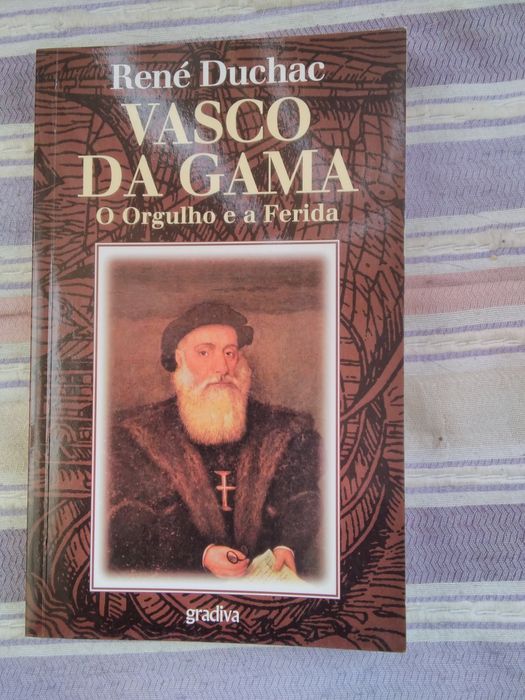 René Duchac
VASCO
DA GAMA
O Orgulho e a Ferida
gradiva